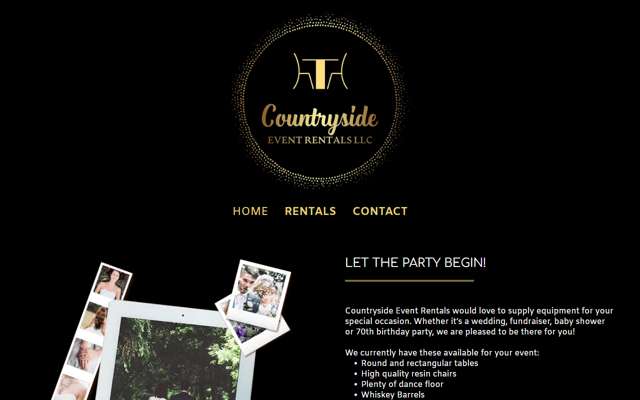 Countryside
EVENT RENTALS LLC
HOME RENTALS CONTACT
LET THE PARTY BEGIN!
Countryside Event Rentals would love to supply equipment for your
special occasion. Whether it's a wedding, fundraiser, baby shower
or 70th birthday party, we are pleased to be there for you!
We currently have these available for your event:
• Round and rectangular tables
• High quality resin chairs
• Plenty of dance floor
• Whiskey Barrels